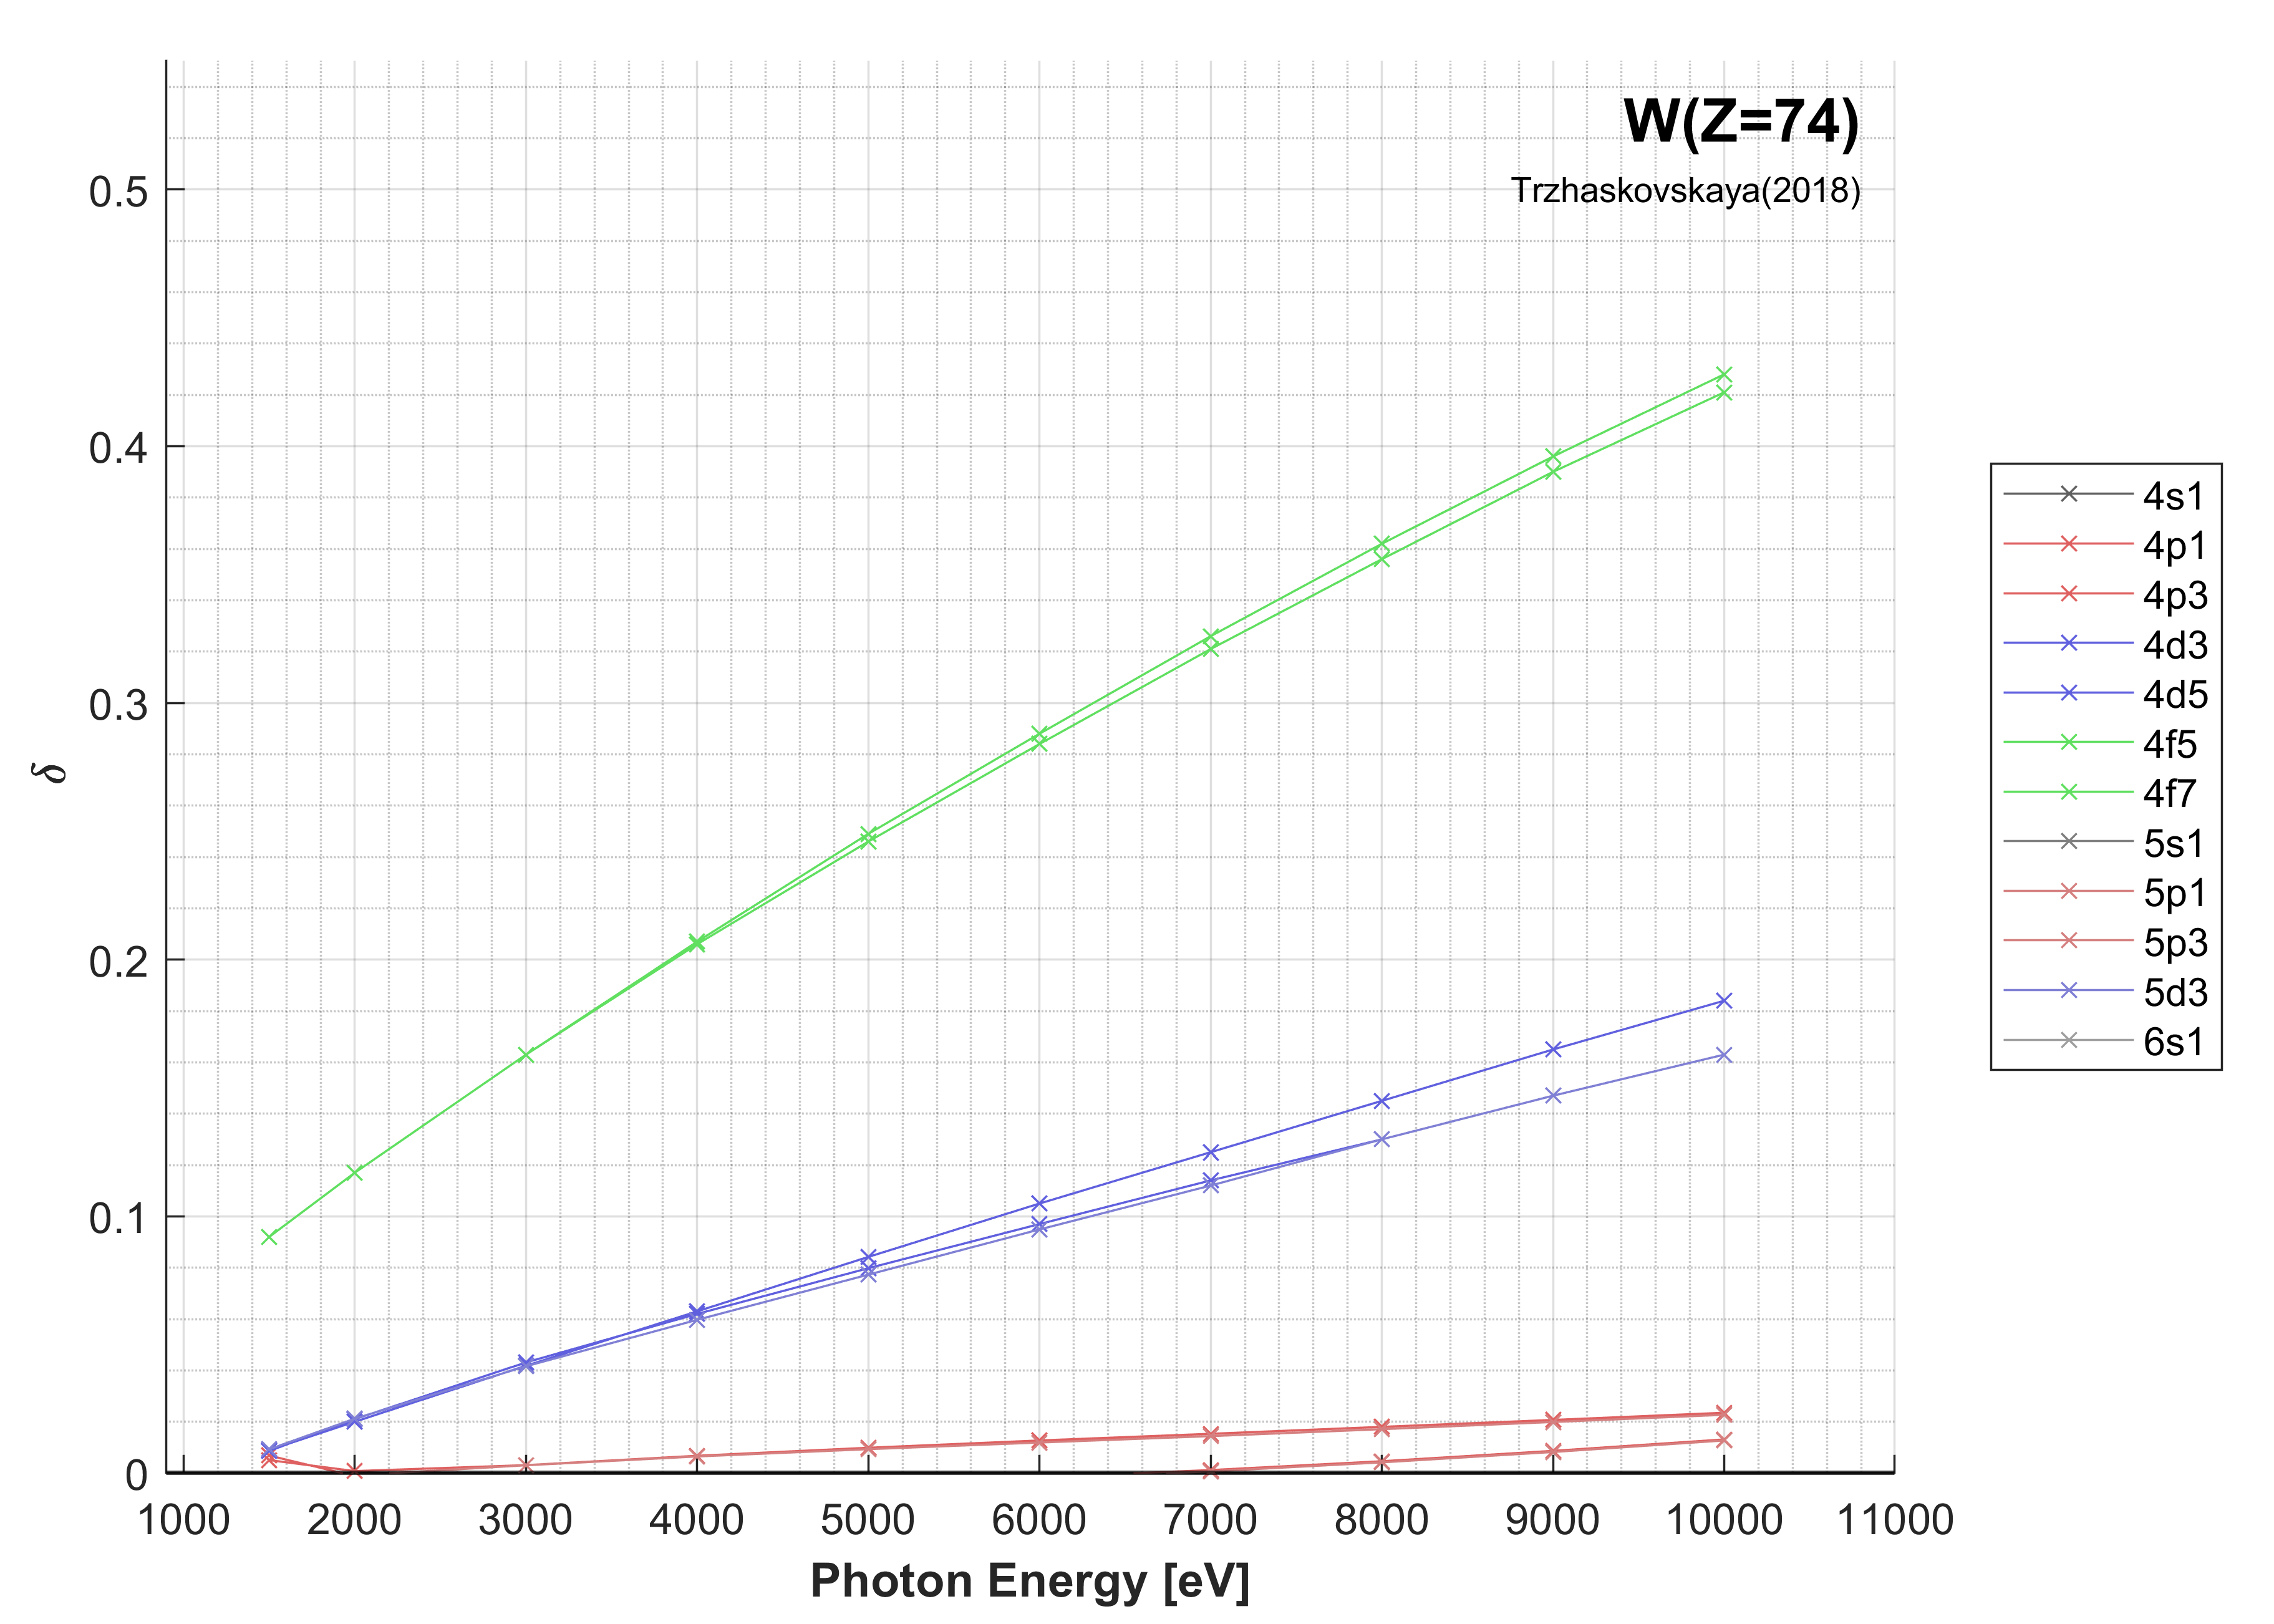 W(Z=74)
Trzhaskovskaya(2018)
0.5
0.4
0.3
0.2
0.1
0
δ
1000 2000 3000 4000 5000 6000 7000 8000 9000 10000 11000
Photon Energy [eV]
4s1
4p1
4p3
4d3
4d5
4f5
4f7
5s1
5p1
5p3
5d3
6s1